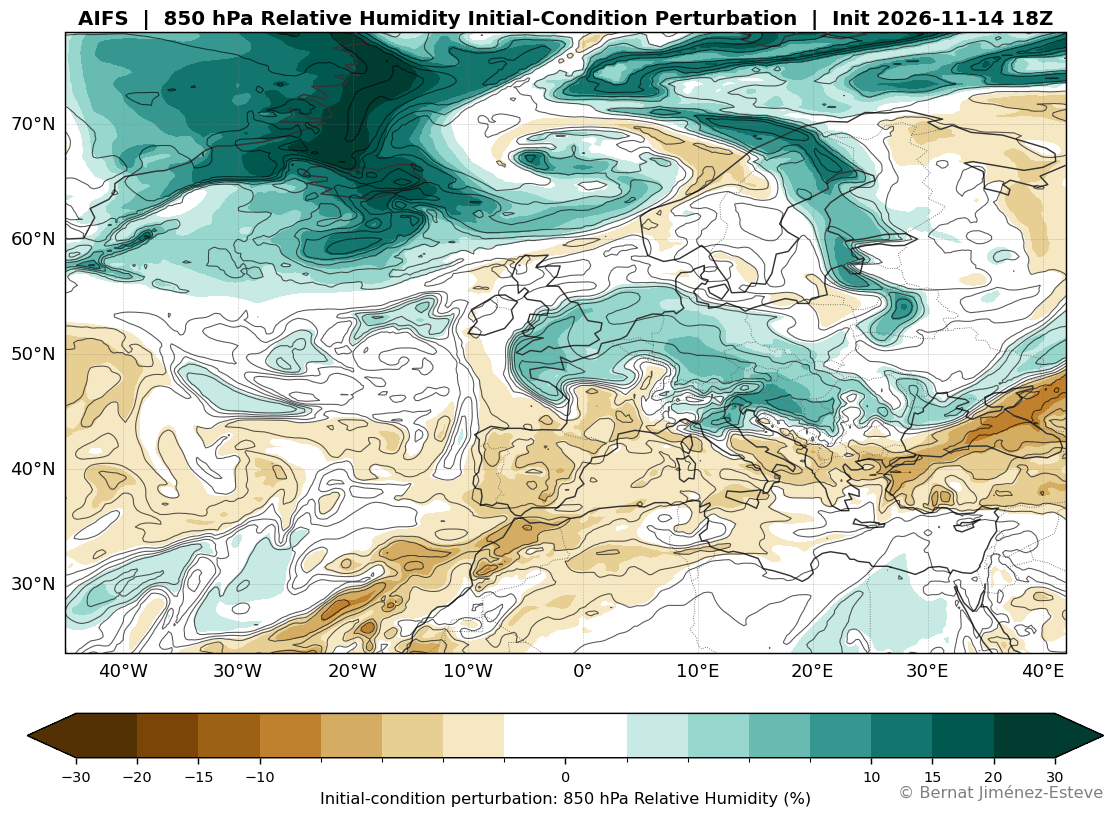 AIFS | 850 hPa Relative Humidity Initial-Condition Perturbation | Init 2026-11-14 18Z
70°N
60°N
50°N
40°N
30°N
40°W 30°W 20°W 10°W 0° 10°E 20°E 30°E 40°E
−30 −20 −15 −10 0 10 15 20 30
Initial-condition perturbation: 850 hPa Relative Humidity (%)
© Bernat Jiménez-Esteve